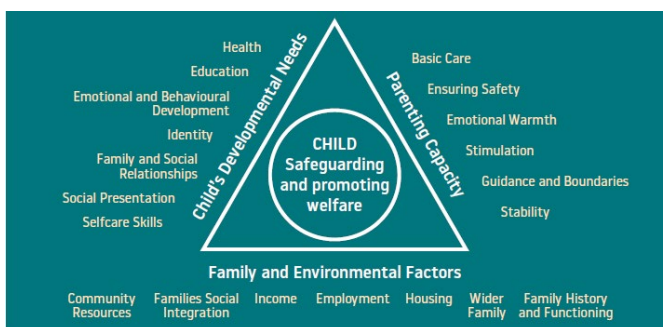 Health
Education
Emotional and Behavioural
Development
Identity
Family and Social
Relationships
Social Presentation
Selfcare Skills
Child's Developmental Needs
CHILD
Safeguarding
and promoting
welfare
Parenting Capacity
Basic Care
Ensuring Safety
Emotional Warmth
Stimulation
Guidance and Boundaries
Stability
Family and Environmental Factors
Community
Resources
Families Social
Integration
Income
Employment
Housing
Wider
Family
Family History
and Functioning